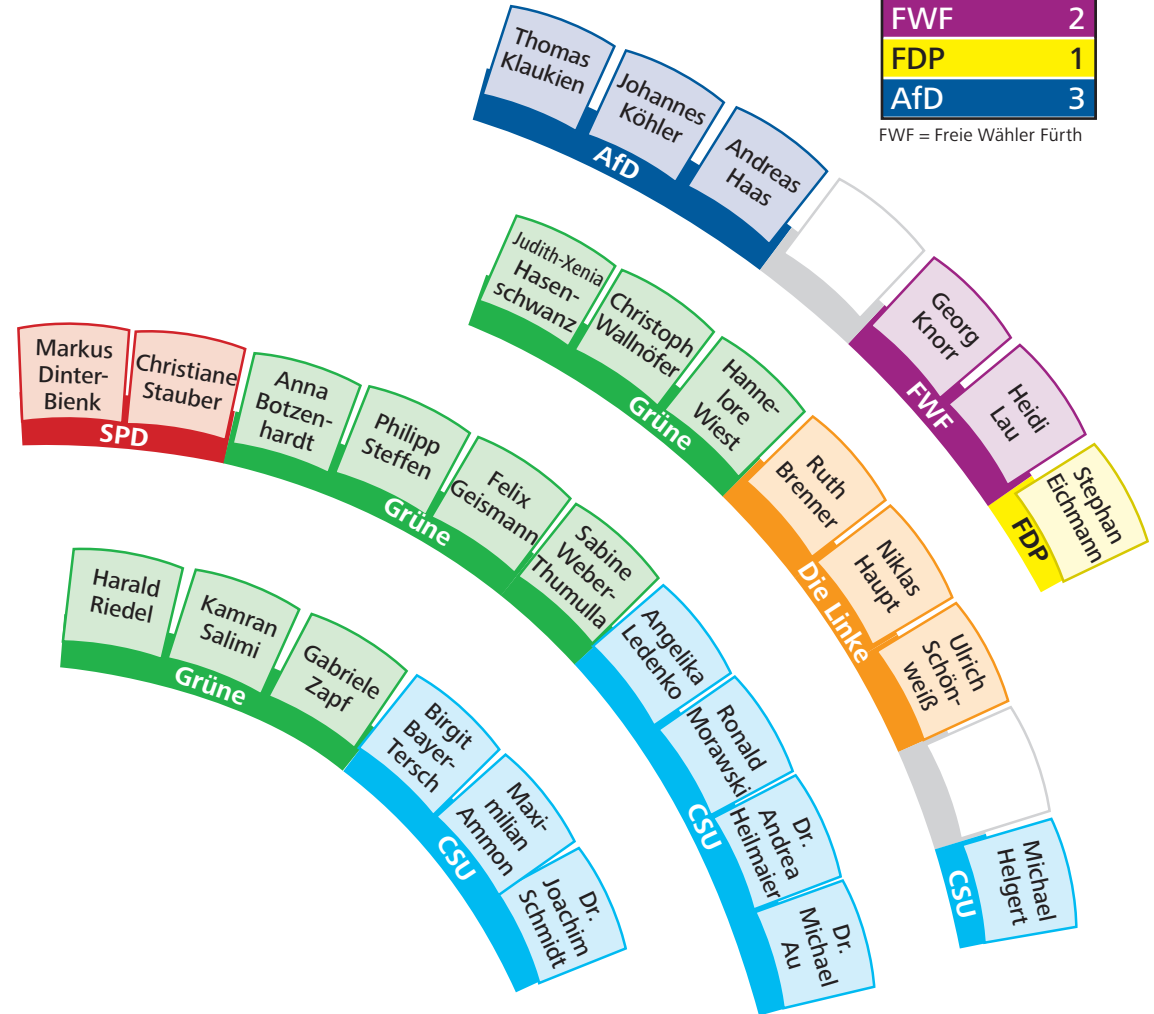 FWF 2
FDP 1
AfD 3
FWF = Freie Wähler Fürth
Thomas
Klaukien
Johannes
Köhler
Andreas
Haas
AfD
Georg
Knorr
Heidi
Lau
FWF
Stephan
Eichmann
FDP
Judith-Xenia
Hasen-
schwanz
Christoph
Wallnöfer
Hanne-
lore
Wiest
Grüne
Ruth
Brenner
Niklas
Haupt
Ulrich
Schön-
weiß
Die Linke
Michael
Helgert
CSU
Markus
Dinter-
Bienk
Christiane
Stauber
SPD
Anna
Botzen-
hardt
Philipp
Steffen
Felix
Geismann
Sabine
Weber-
Thumulla
Grüne
Angelika
Ledenko
Ronald
Morawski
Dr.
Andrea
Heilmaier
Dr.
Michael
Au
CSU
Harald
Riedel
Kamran
Salimi
Gabriele
Zapf
Grüne
Birgit
Bayer-
Tersch
Maxi-
milian
Ammon
Dr.
Joachim
Schmidt
CSU